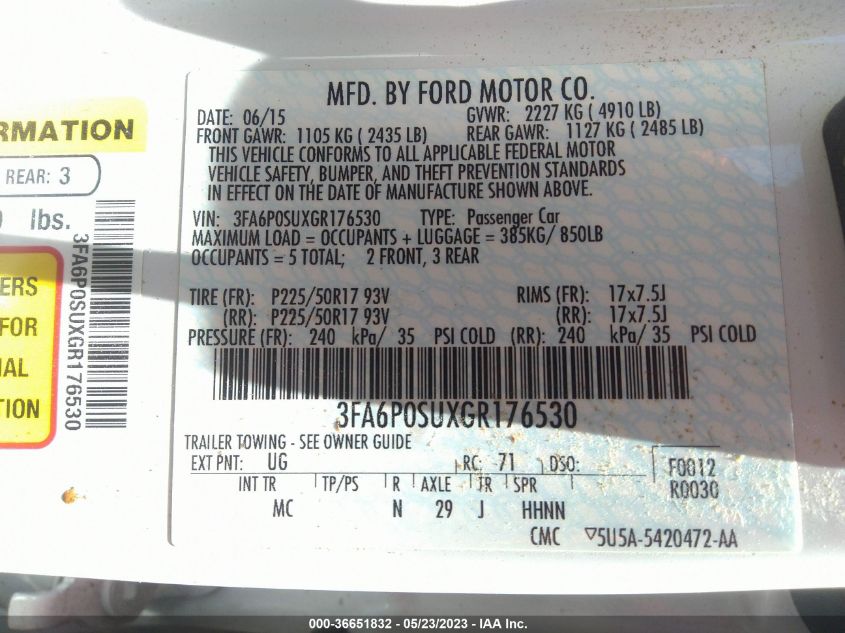 MFD. BY FORD MOTOR CO.
DATE: 06/15 GVWR: 2227 KG ( 4910 LB)
FRONT GAWR: 1105 KG ( 2435 LB) REAR GAWR: 1127 KG ( 2485 LB)
THIS VEHICLE CONFORMS TO ALL APPLICABLE FEDERAL MOTOR
VEHICLE SAFETY, BUMPER, AND THEFT PREVENTION STANDARDS
IN EFFECT ON THE DATE OF MANUFACTURE SHOWN ABOVE.
VIN: 3FA6P0SUXGR176530 TYPE: Passenger Car
MAXIMUM LOAD = OCCUPANTS + LUGGAGE = 385KG/ 850LB
OCCUPANTS = 5 TOTAL; 2 FRONT, 3 REAR
TIRE (FR): P225/50R17 93V RIMS (FR): 17x7.5J
(RR): P225/50R17 93V (RR): 17x7.5J
PRESSURE (FR): 240 kPa/ 35 PSI COLD (RR): 240 kPa/ 35 PSI COLD
3FA6P0SUXGR176530
TRAILER TOWING - SEE OWNER GUIDE
EXT PNT: UG RC: 71 DSO: F0012
R0030
INT TR TP/PS R AXLE TR SPR
MC N 29 J HHNN
CMC ▽5U5A-5420472-AA
RMATION
REAR: 3
lbs.
3FA6P0SUXGR176530
ERS
FOR
IAL
TION
000-36651832 - 05/23/2023 - IAA Inc.